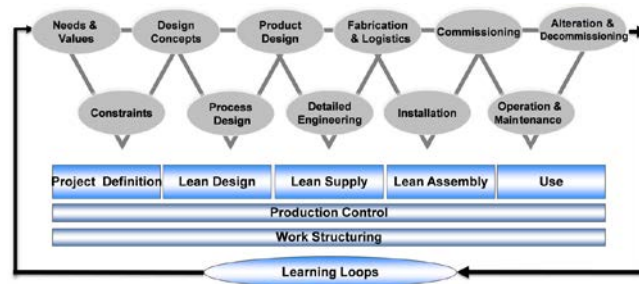 Needs &
Values
Design
Concepts
Product
Design
Fabrication
& Logistics
Commissioning
Alteration &
Decommissioning
Constraints
Process
Design
Detailed
Engineering
Installation
Operation &
Maintenance
Project Definition
Lean Design
Lean Supply
Lean Assembly
Use
Production Control
Work Structuring
Learning Loops